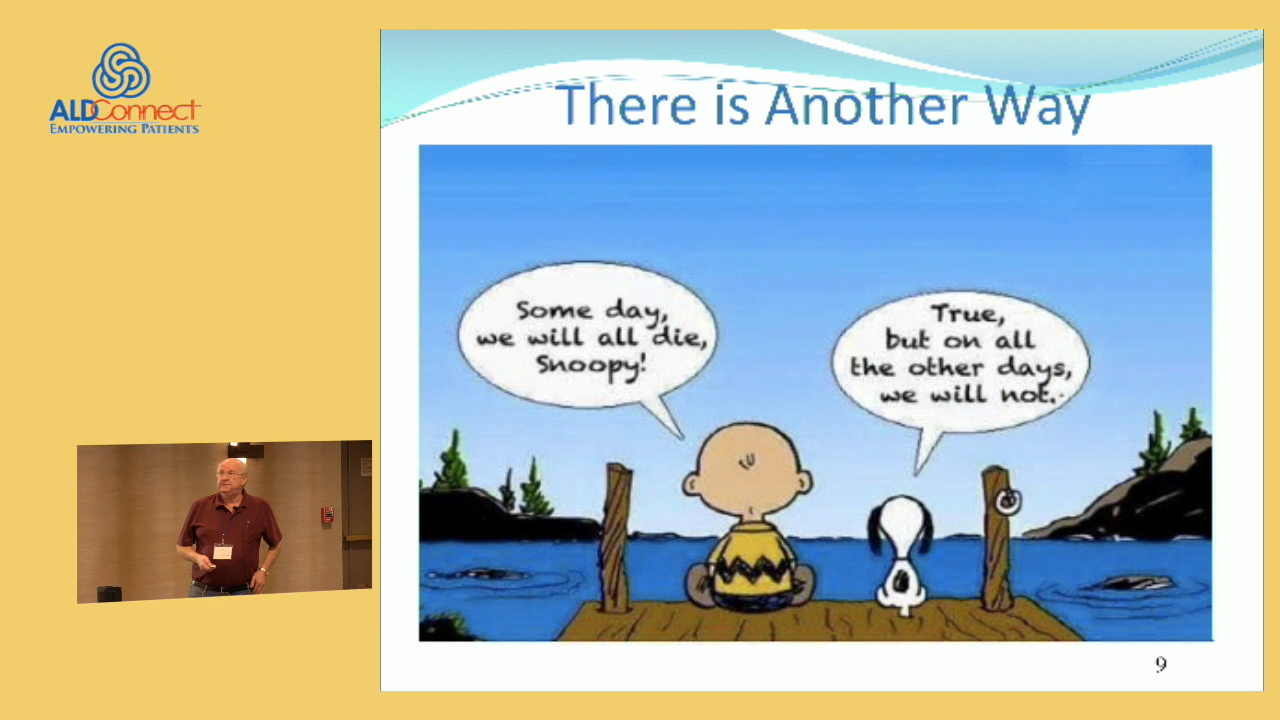 ALDConnect
EMPOWERING PATIENTS
There is Another Way
Some day,
we will all die,
Snoopy!
True,
but on all
the other days,
we will not.
9